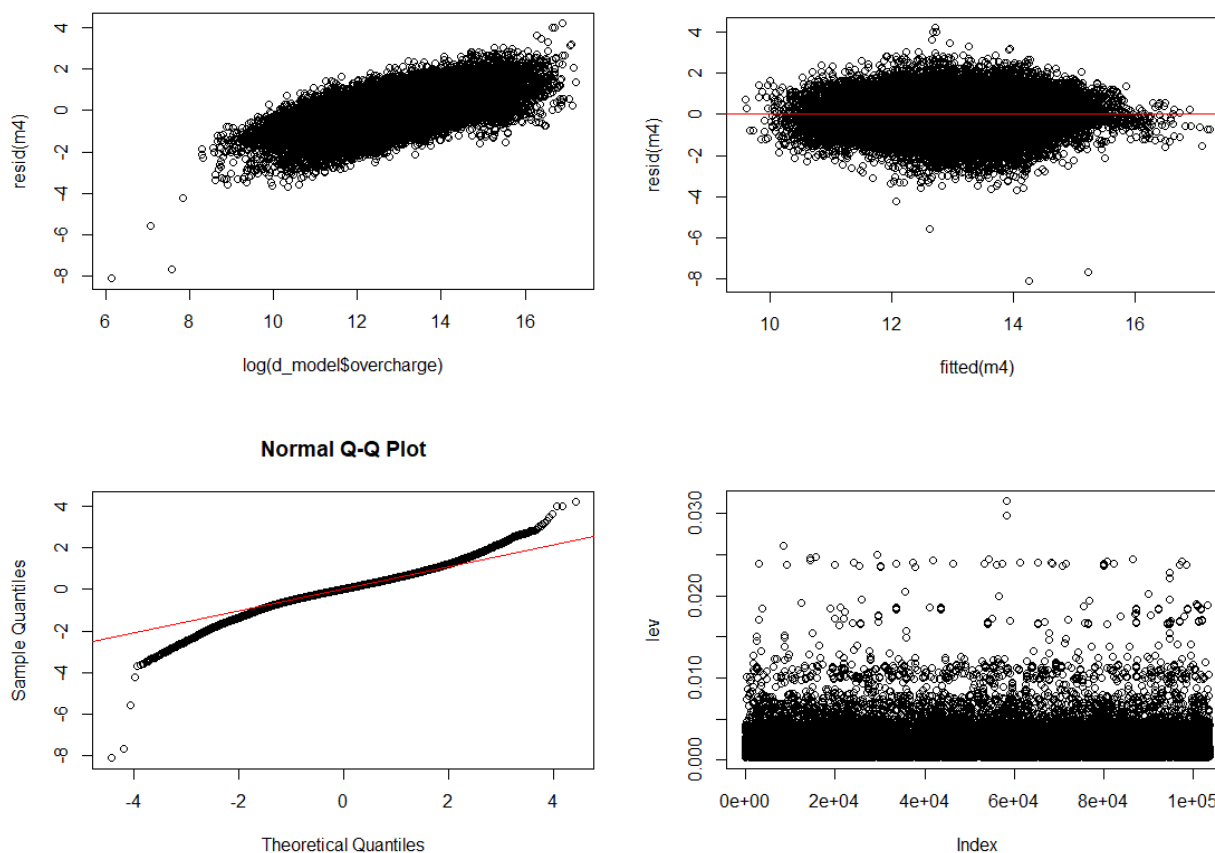 4
2
0
-2
-4
-6
-8
resid(m4)
6 8 10 12 14 16
log(d_model$overcharge)
4
2
0
-2
-4
-6
-8
resid(m4)
10 12 14 16
fitted(m4)
Normal Q-Q Plot
4
2
0
-2
-4
-6
-8
Sample Quantiles
-4 -2 0 2 4
Theoretical Quantiles
0.030
0.020
0.010
0.000
lev
0e+00 2e+04 4e+04 6e+04 8e+04 1e+05
Index